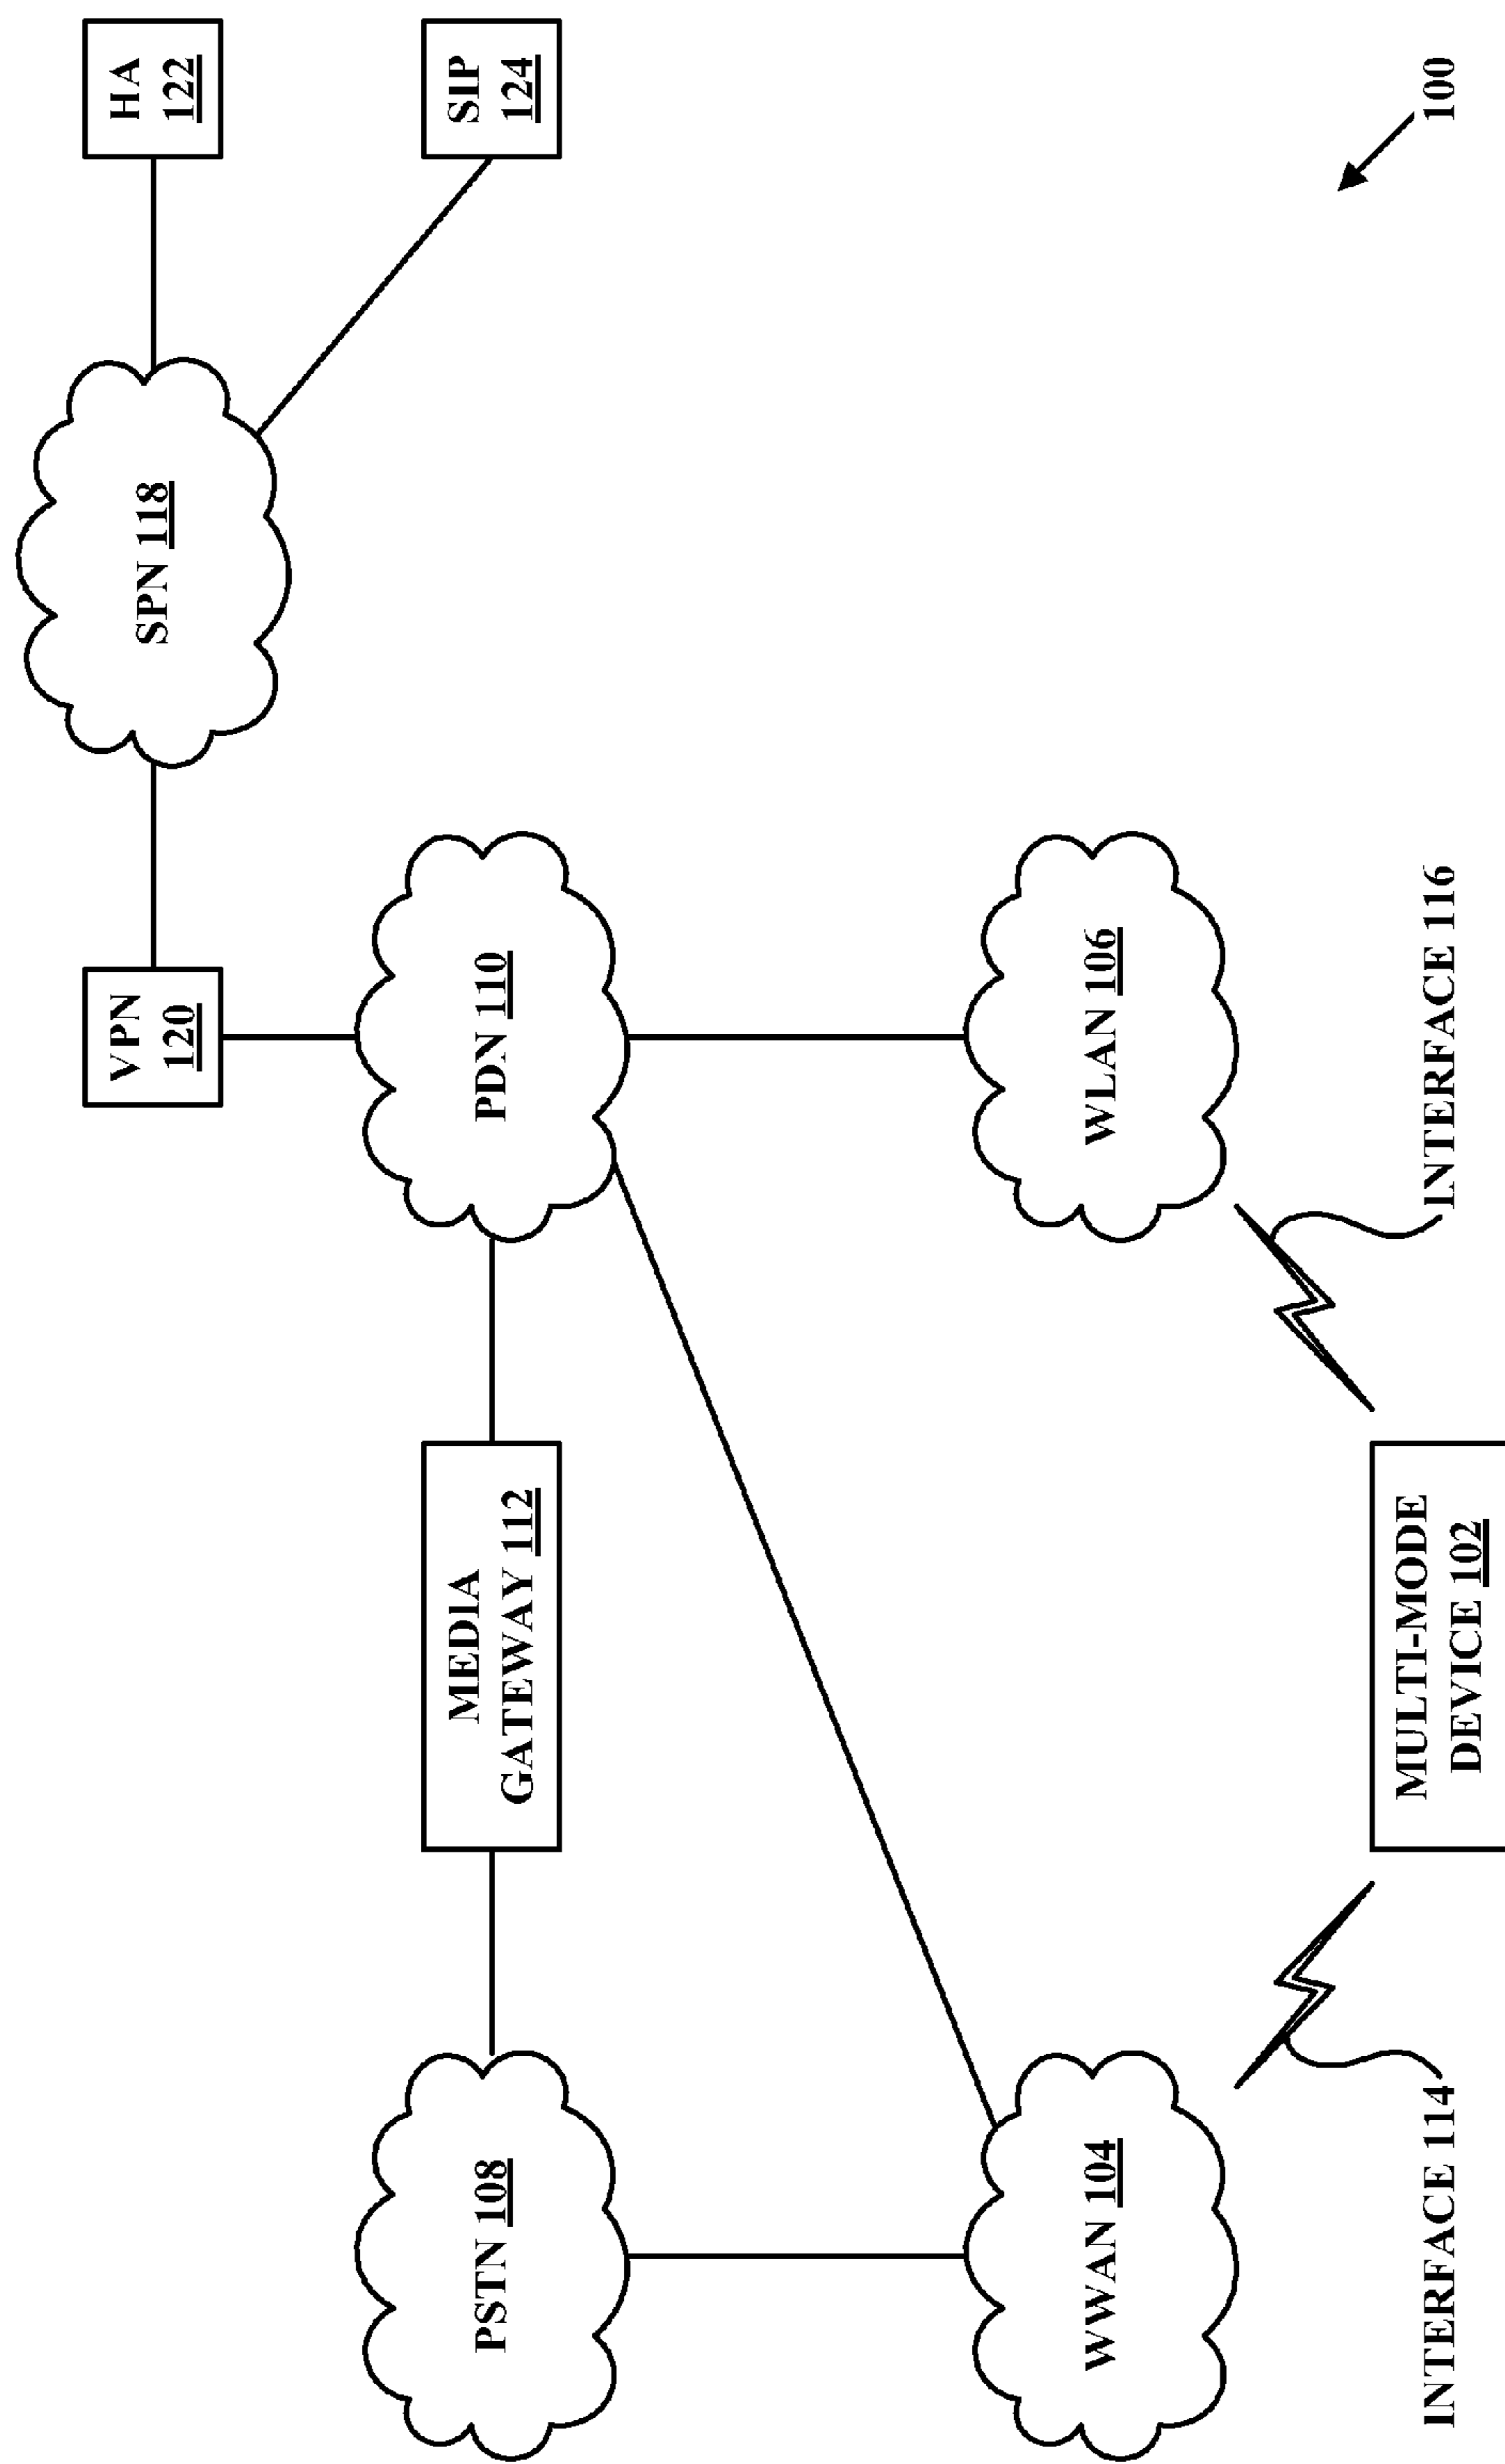 HA
122
SIP
124
100
SPN 118
VPN
120
PDN 110
WLAN 106
INTERFACE 116
MEDIA
GATEWAY 112
MULTI-MODE
DEVICE 102
PSTN 108
WWAN 104
INTERFACE 114